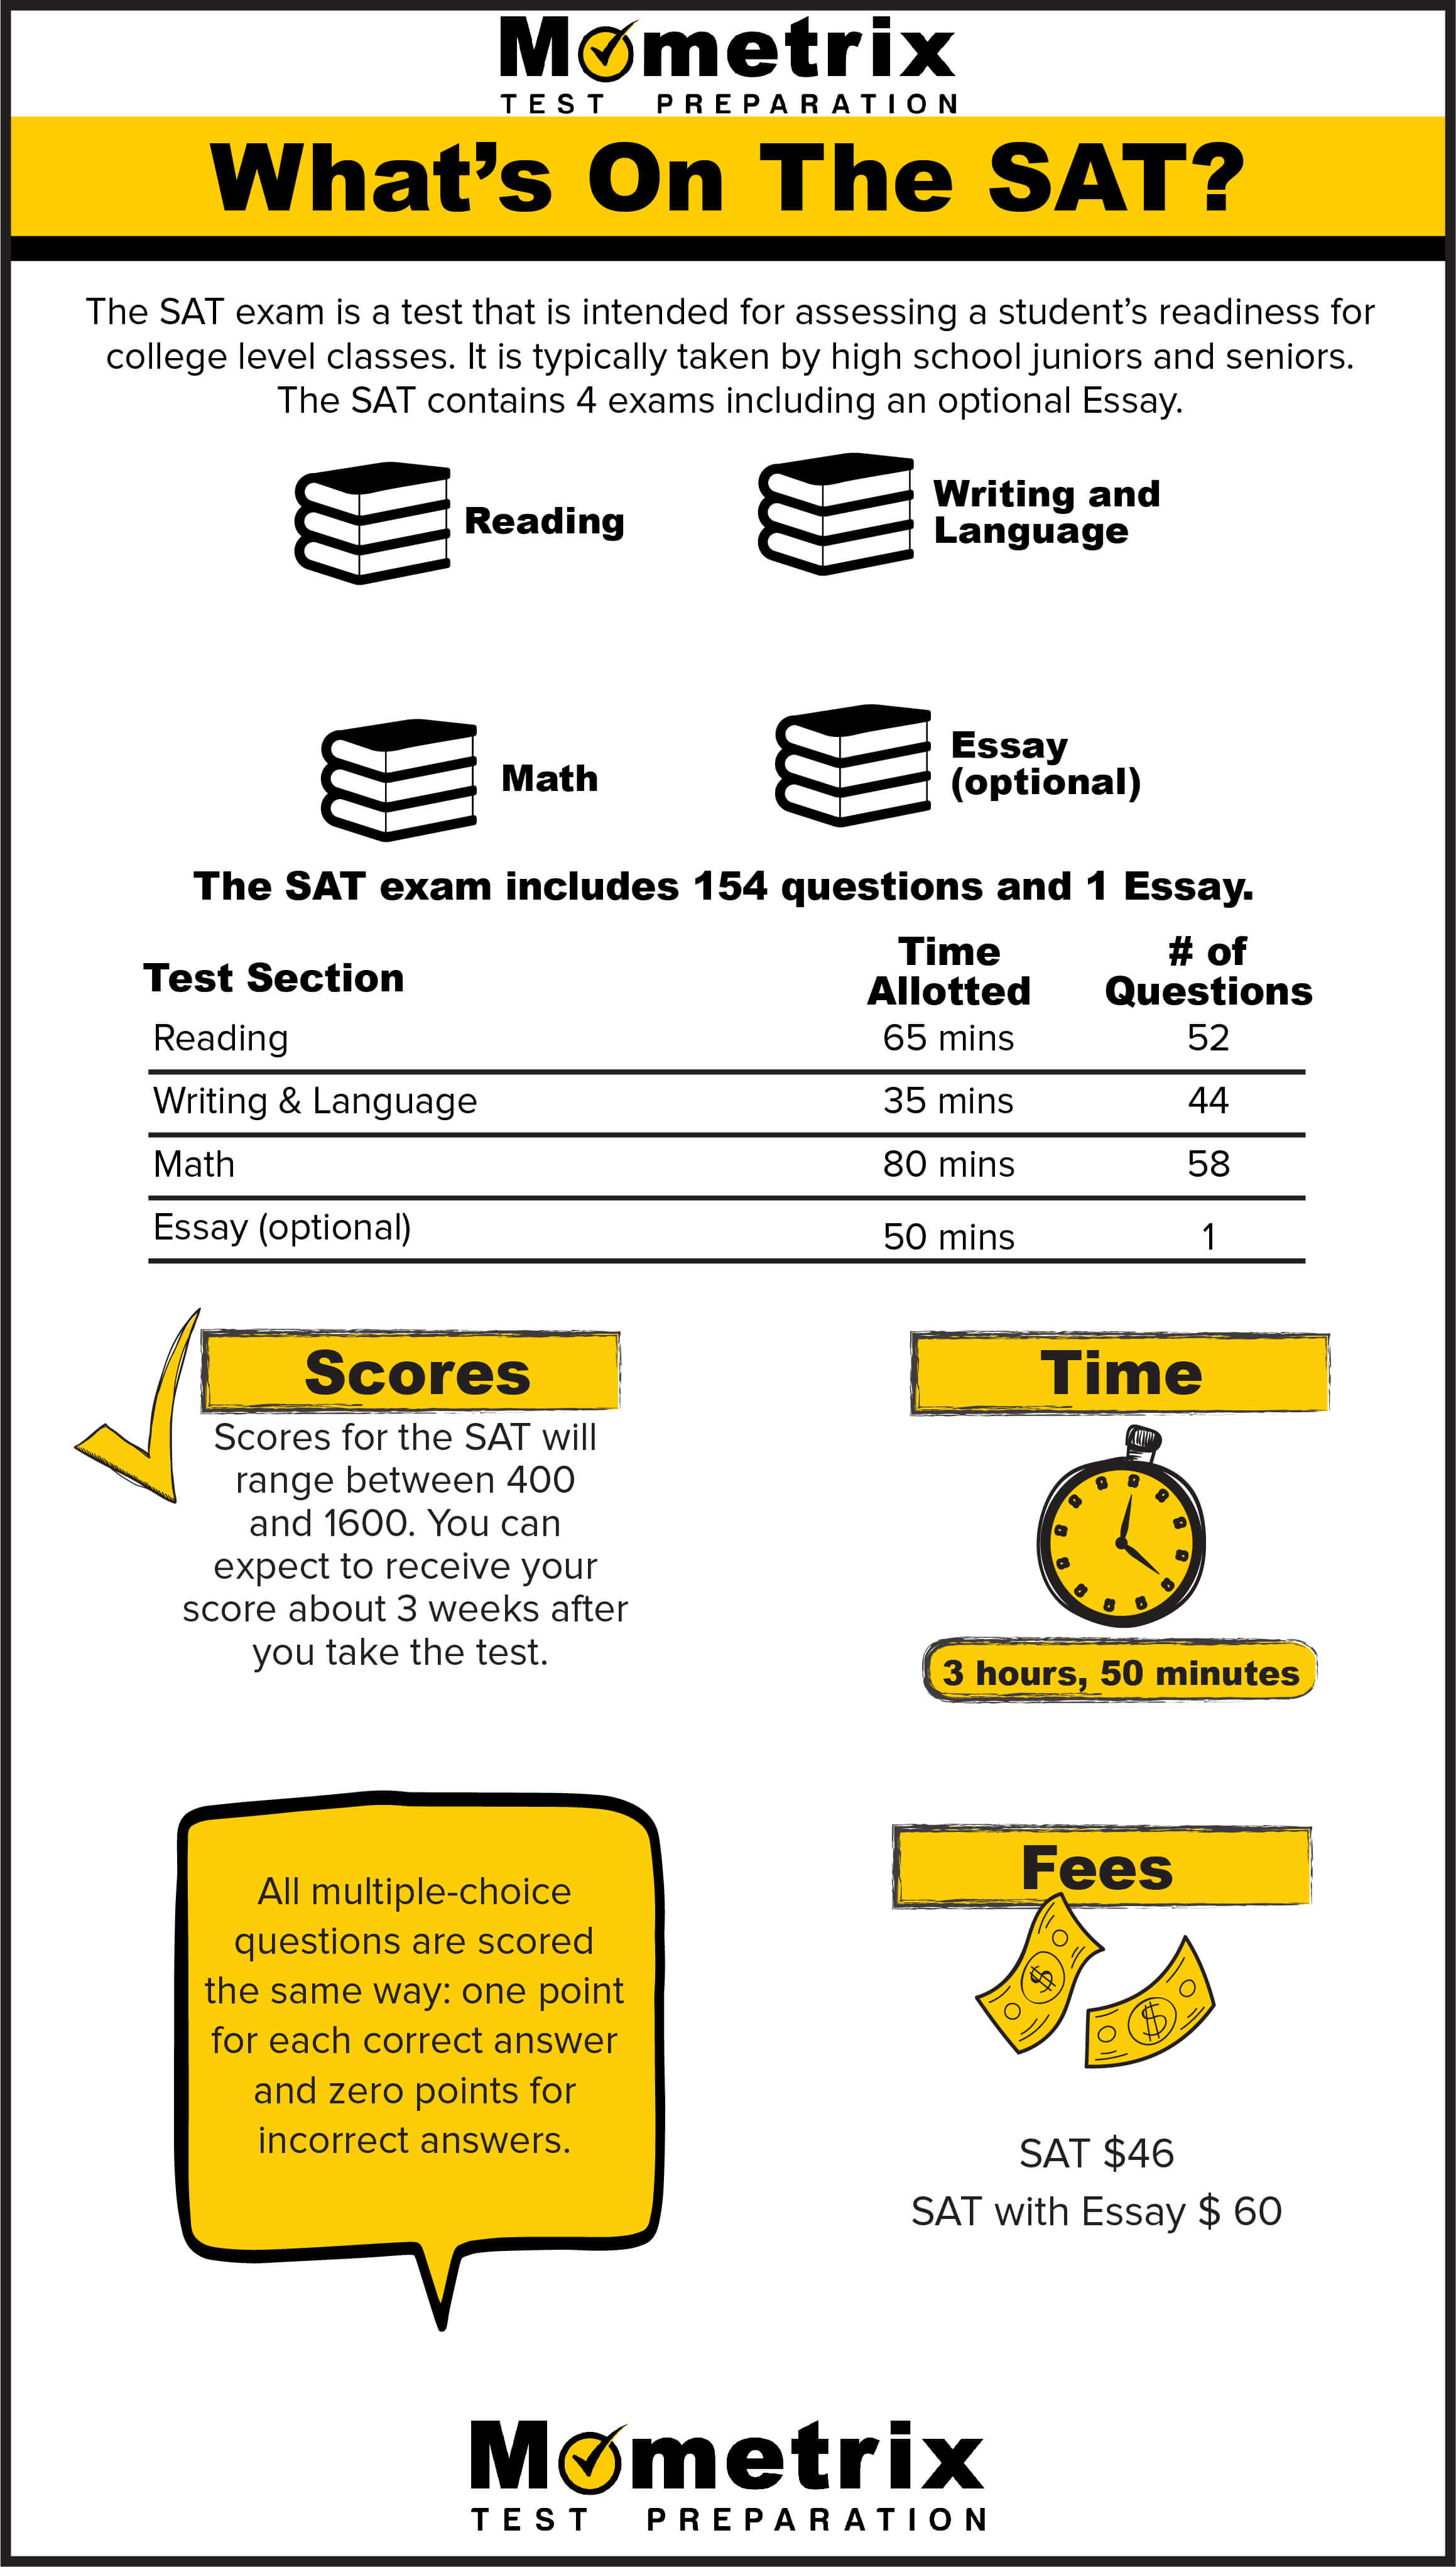 Mometrix
TEST PREPARATION
What's On The SAT?
The SAT exam is a test that is intended for assessing a student's readiness for
college level classes. It is typically taken by high school juniors and seniors.
The SAT contains 4 exams including an optional Essay.
Reading
Writing and
Language
Math
Essay
(optional)
The SAT exam includes 154 questions and 1 Essay.
Test Section Time Allotted # of Questions
Reading 65 mins 52
Writing & Language 35 mins 44
Math 80 mins 58
Essay (optional) 50 mins 1
Scores
Scores for the SAT will
range between 400
and 1600. You can
expect to receive your
score about 3 weeks after
you take the test.
Time
3 hours, 50 minutes
All multiple-choice
questions are scored
the same way: one point
for each correct answer
and zero points for
incorrect answers.
Fees
$
$
SAT $46
SAT with Essay $ 60
Mometrix
TEST PREPARATION